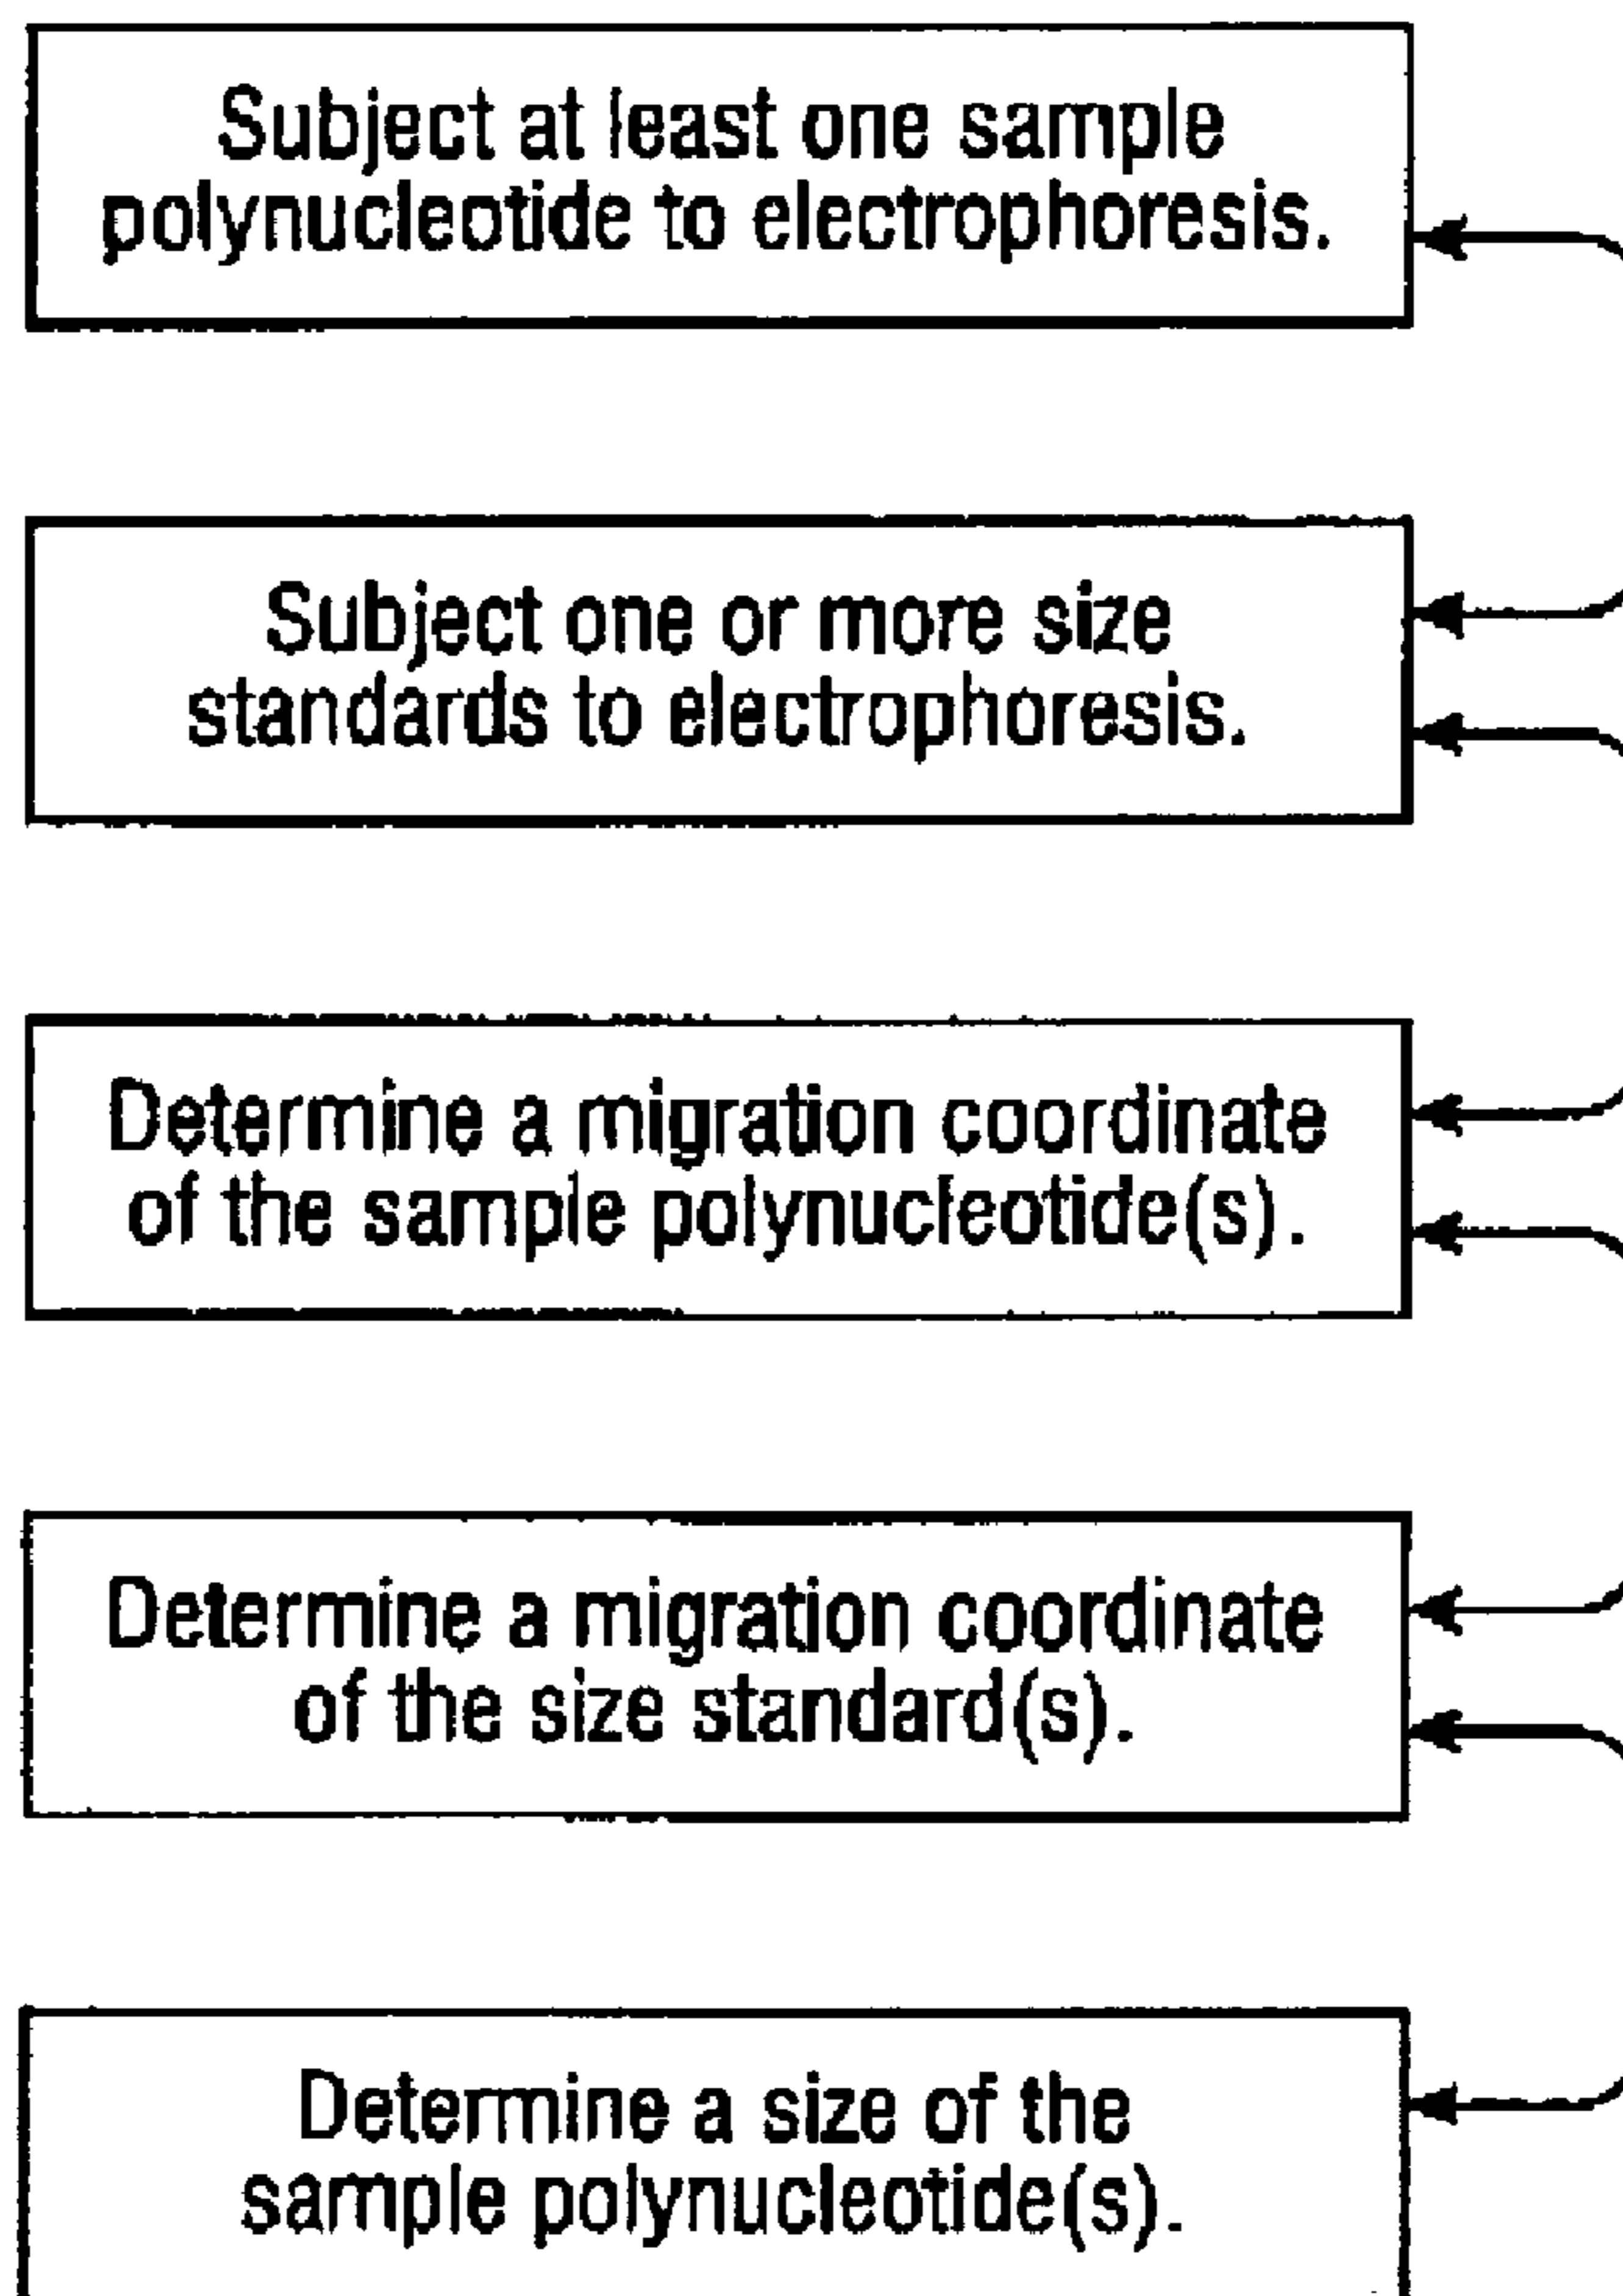 Subject at least one sample
polynucleotide to electrophoresis.
Subject one or more size
standards to electrophoresis.
Determine a migration coordinate
of the sample polynucleotide(s).
Determine a migration coordinate
of the size standard(s).
Determine a size of the
sample polynucleotide(s).